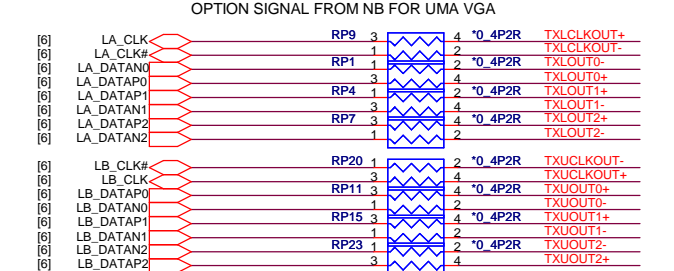 OPTION SIGNAL FROM NB FOR UMA VGA
[6] LA_CLK RP9 3 4 *0_4P2R TXLCLKOUT+
[6] LA_CLK# 1 2 TXLCLKOUT-
[6] LA_DATAN0 RP1 1 2 *0_4P2R TXLOUT0-
[6] LA_DATAP0 3 4 TXLOUT0+
[6] LA_DATAP1 RP4 1 2 *0_4P2R TXLOUT1+
[6] LA_DATAN1 3 4 TXLOUT1-
[6] LA_DATAP2 RP7 3 4 *0_4P2R TXLOUT2+
[6] LA_DATAN2 1 2 TXLOUT2-
[6] LB_CLK# RP20 1 2 *0_4P2R TXUCLKOUT-
[6] LB_CLK 3 4 TXUCLKOUT+
[6] LB_DATAP0 RP11 3 4 *0_4P2R TXUOUT0+
[6] LB_DATAN0 1 2 TXUOUT0-
[6] LB_DATAP1 RP15 3 4 *0_4P2R TXUOUT1+
[6] LB_DATAN1 1 2 TXUOUT1-
[6] LB_DATAN2 RP23 1 2 *0_4P2R TXUOUT2-
[6] LB_DATAP2 3 4 TXUOUT2+